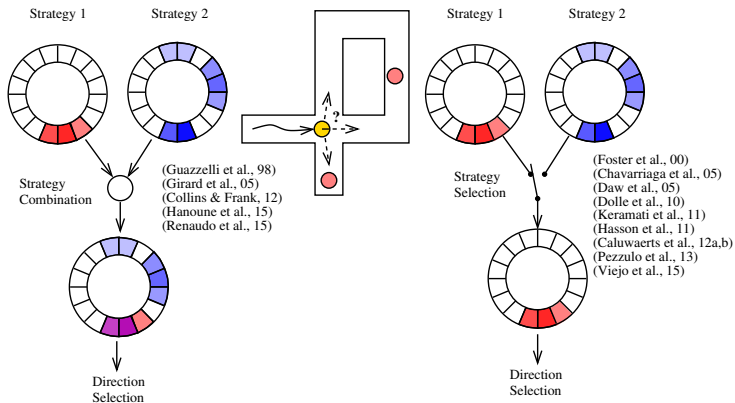 Strategy 1
Strategy 2
Strategy
Combination
(Guazzelli et al., 98)
(Girard et al., 05)
(Collins & Frank, 12)
(Hanoune et al., 15)
(Renaudo et al., 15)
Direction
Selection
?
Strategy 1
Strategy 2
Strategy
Selection
(Foster et al., 00)
(Chavarriaga et al., 05)
(Daw et al., 05)
(Dolle et al., 10)
(Keramati et al., 11)
(Hasson et al., 11)
(Caluwaerts et al., 12a,b)
(Pezzulo et al., 13)
(Viejo et al., 15)
Direction
Selection